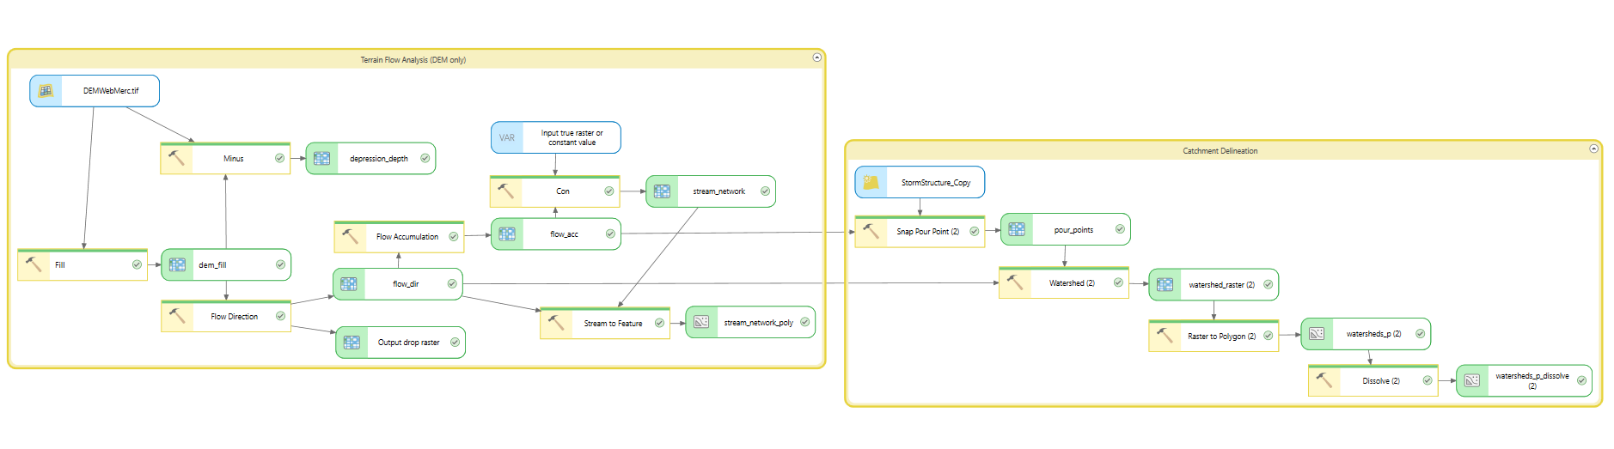 Terrain Flow Analysis (DEM only)
DEMWebMerc.tif
VAR
Input true raster or
constant value
Minus
depression_depth
Con
stream_network
Flow Accumulation
flow_acc
Fill
dem_fill
flow_dir
Flow Direction
Stream to Feature
stream_network_poly
Output drop raster
Catchment Delineation
StormStructure_Copy
Snap Pour Point (2)
pour_points
Watershed (2)
watershed_raster (2)
Raster to Polygon (2)
watersheds_p (2)
Dissolve (2)
watersheds_p_dissolve
(2)